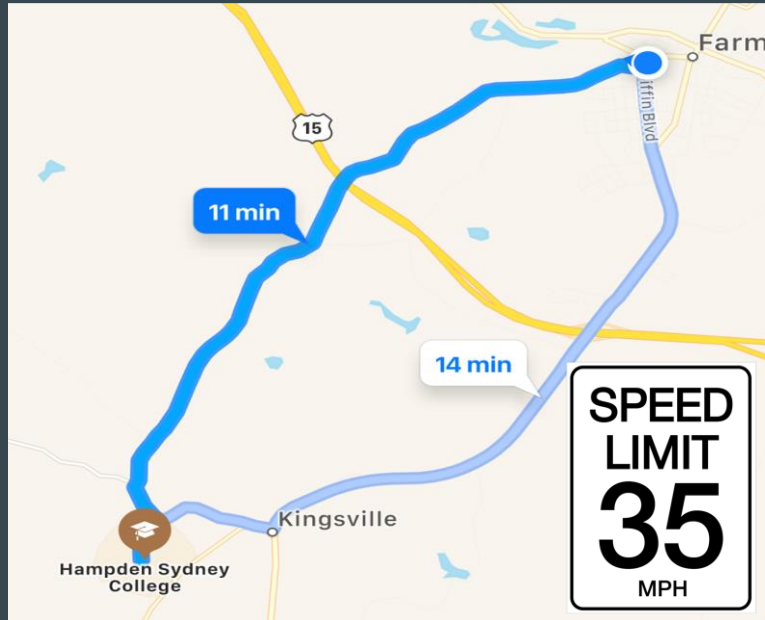 Farm
iffin Blvd
15
11 min
14 min
SPEED
LIMIT
35
MPH
Kingsville
Hampden Sydney
College